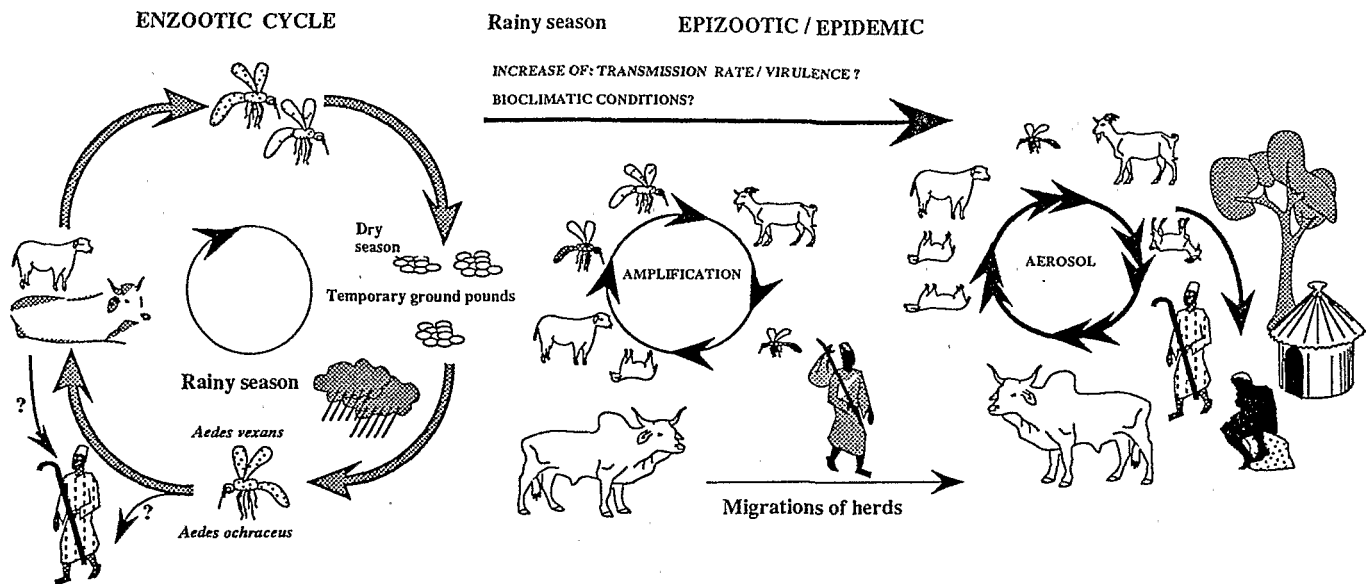 ENZOOTIC CYCLE
Rainy season
EPIZOOTIC / EPIDEMIC
INCREASE OF: TRANSMISSION RATE / VIRULENCE ?
BIOCLIMATIC CONDITIONS?
Dry
season
Temporary ground pounds
AMPLIFICATION
AEROSOL
Rainy season
?
Aedes vexans
?
Aedes ochraceus
Migrations of herds